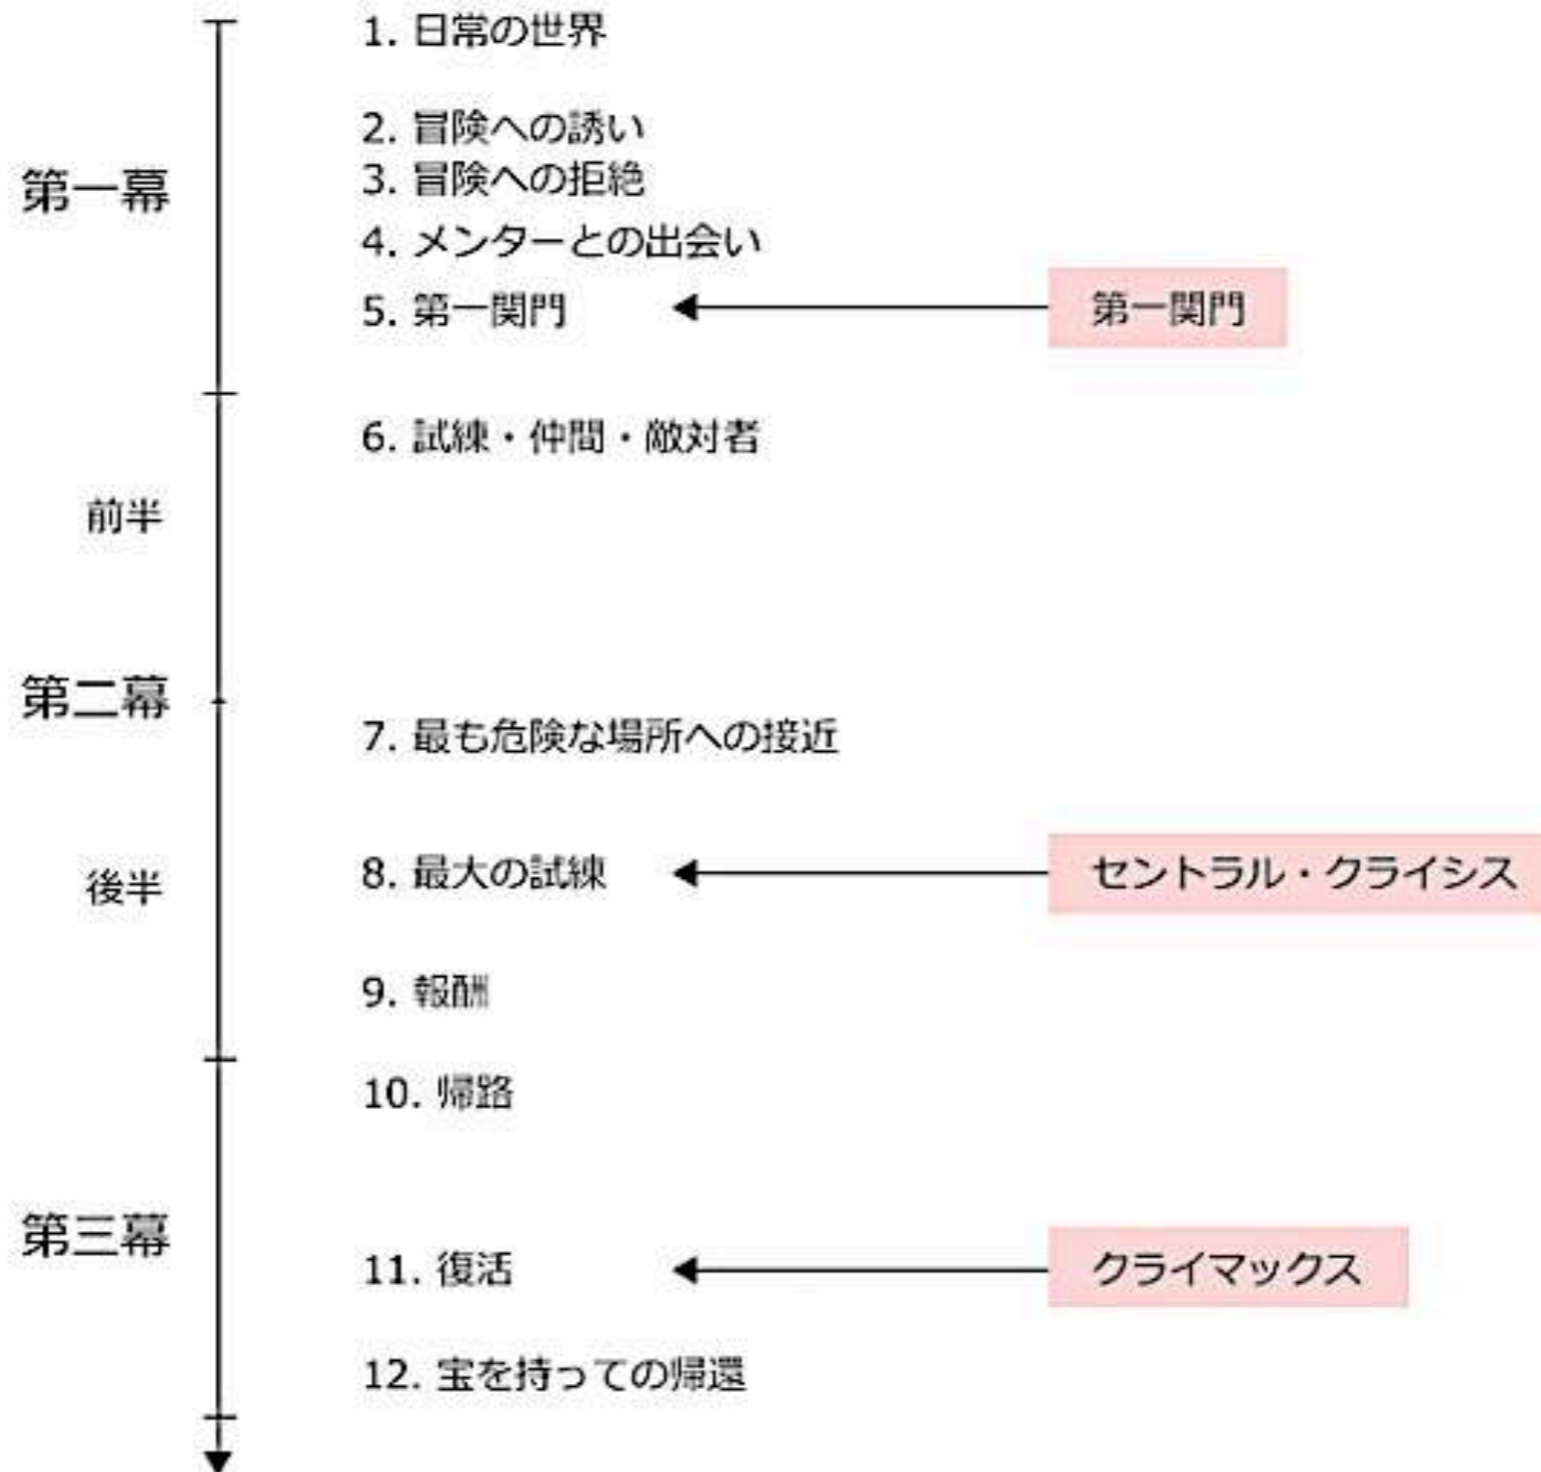 1. 日常の世界
2. 冒険への誘い
第一幕
3. 冒険への拒絶
4. メンターとの出会い
5. 第一関門
第一関門
6. 試練・仲間・敵対者
前半
第二幕
7. 最も危険な場所への接近
8. 最大の試練
セントラル・クライシス
後半
9. 報酬
10. 帰路
第三幕
11. 復活
クライマックス
12. 宝を持っての帰還